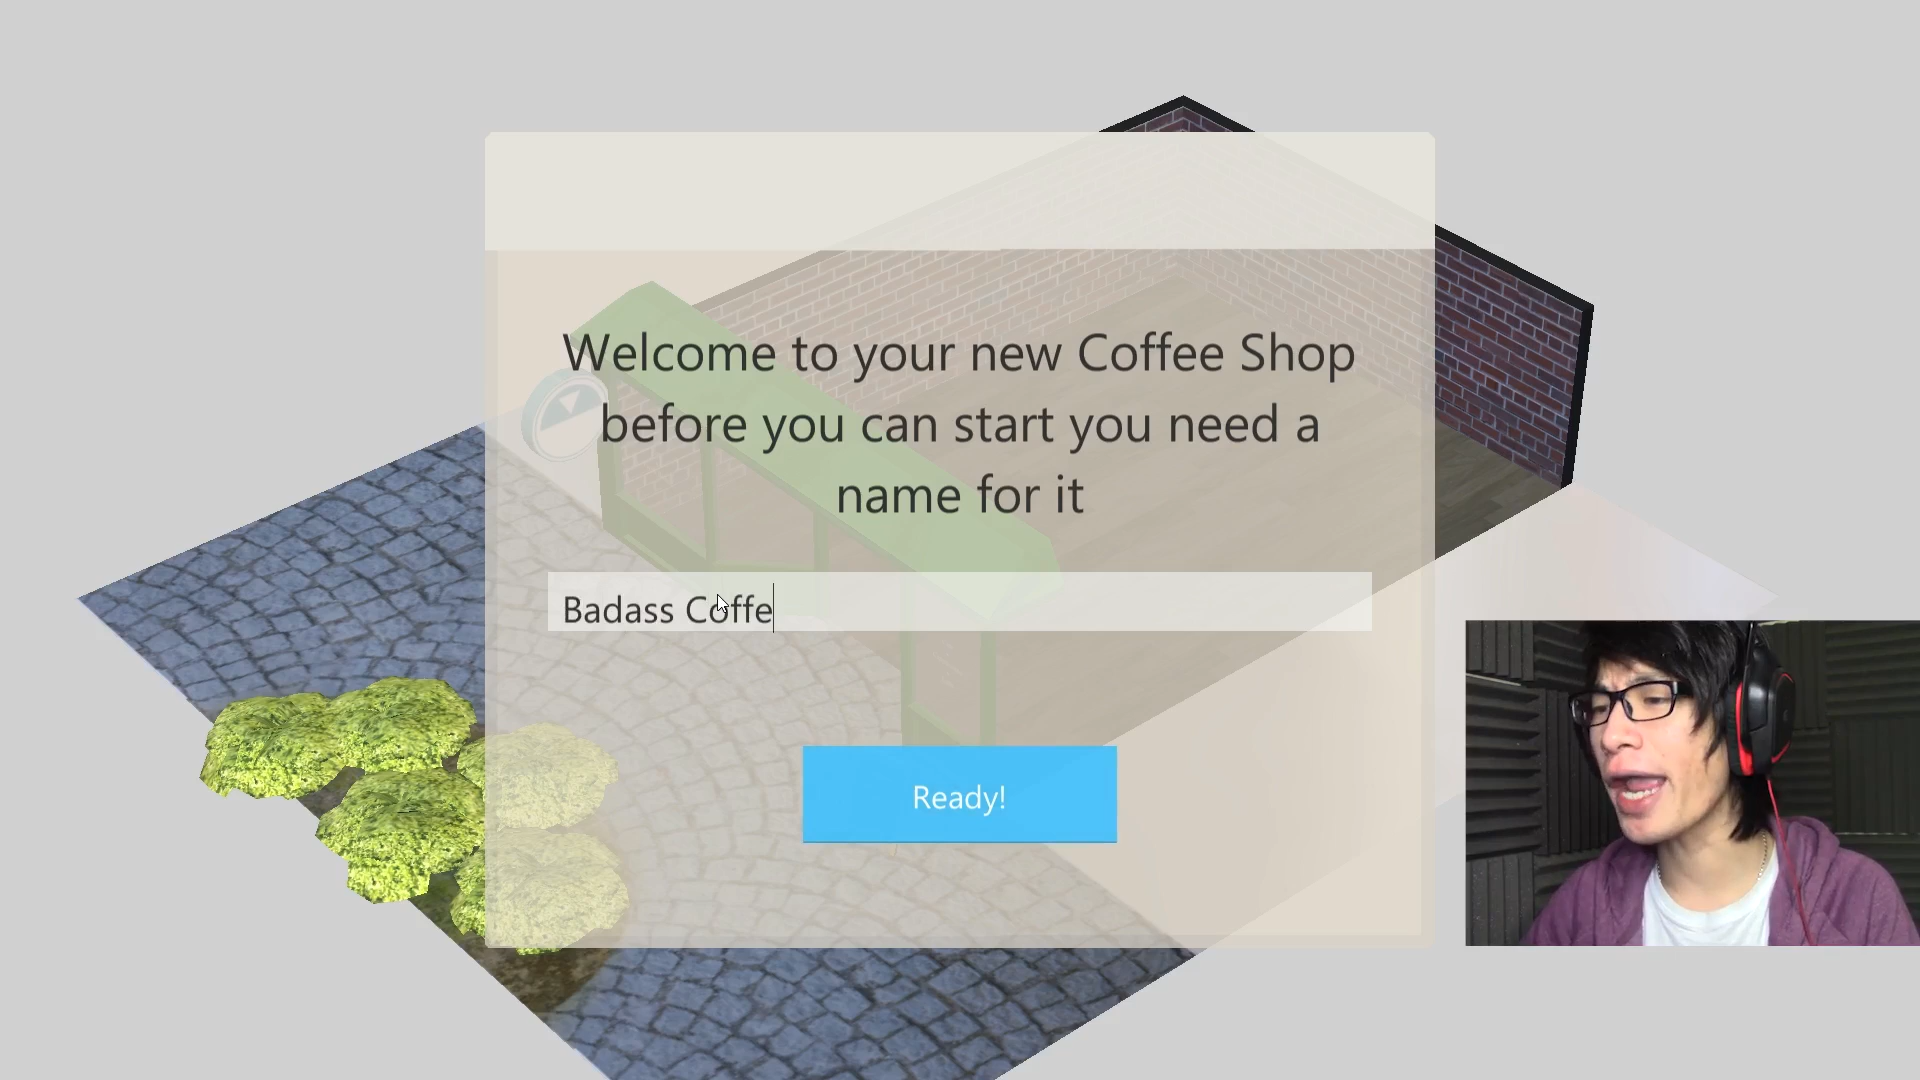 Welcome to your new Coffee Shop
before you can start you need a
name for it
Badass Coffe
Ready!